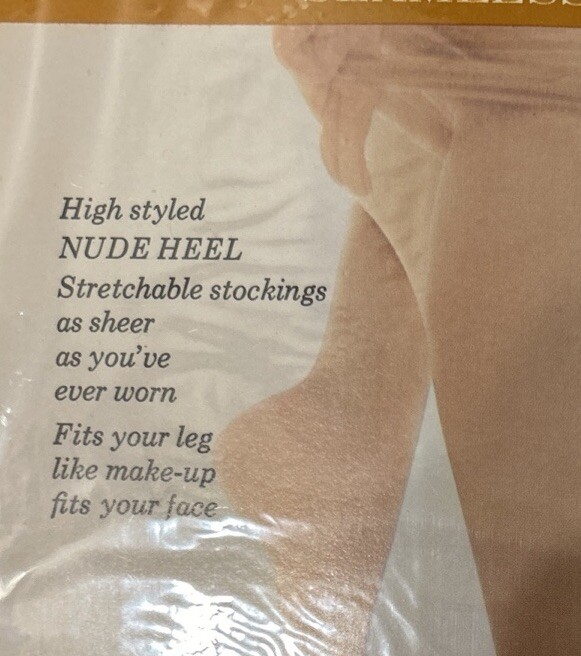 SEAMLESS
High styled
NUDE HEEL
Stretchable stockings
as sheer
as you've
ever worn
Fits your leg
like make-up
fits your face